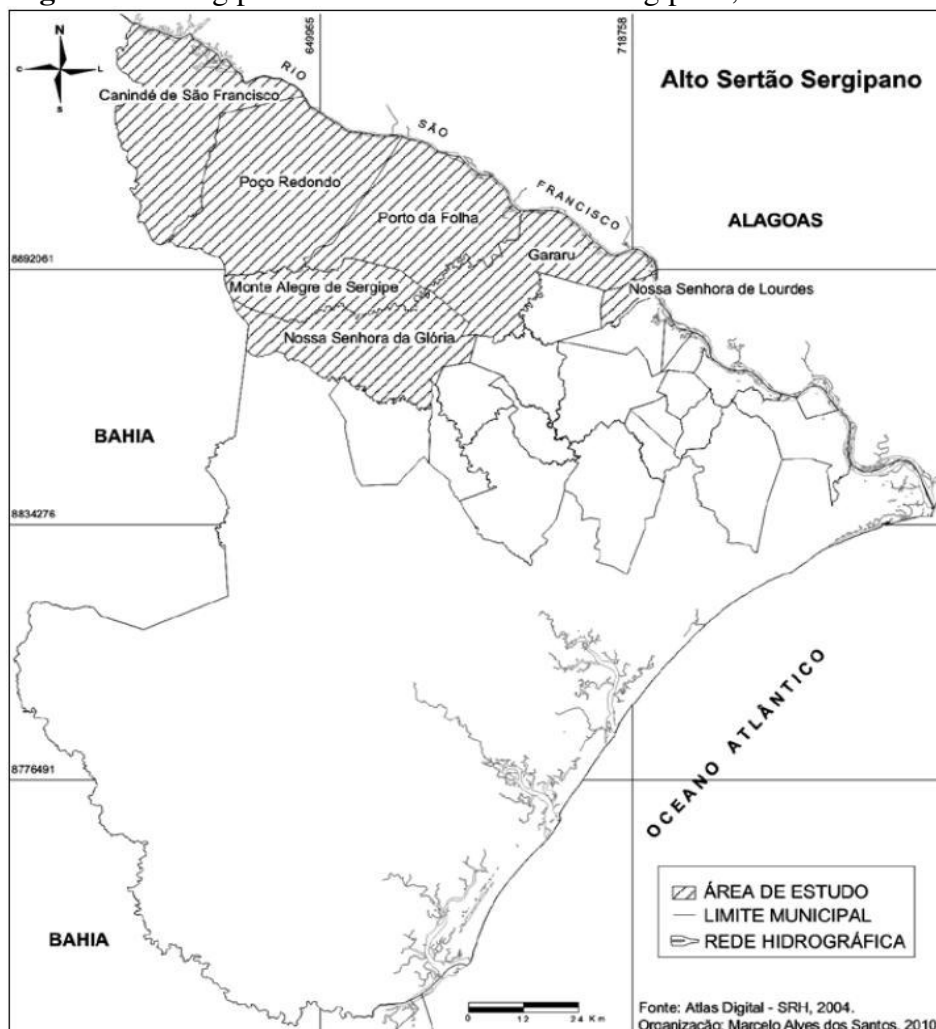 649955
718758
N
C
L
S
Alto Sertão Sergipano
RIO
SÃO
FRANCISCO
Canindé de São Francisco
Poço Redondo
Porto da Folha
ALAGOAS
Gararu
8892061
Monte Alegre de Sergipe
Nossa Senhora de Lourdes
Nossa Senhora da Glória
BAHIA
8834276
OCEANO ATLÂNTICO
8776491
ÁREA DE ESTUDO
LIMITE MUNICIPAL
REDE HIDROGRÁFICA
BAHIA
0 12 24 Km
Fonte: Atlas Digital - SRH, 2004.
Organização: Marcelo Alves dos Santos, 2010